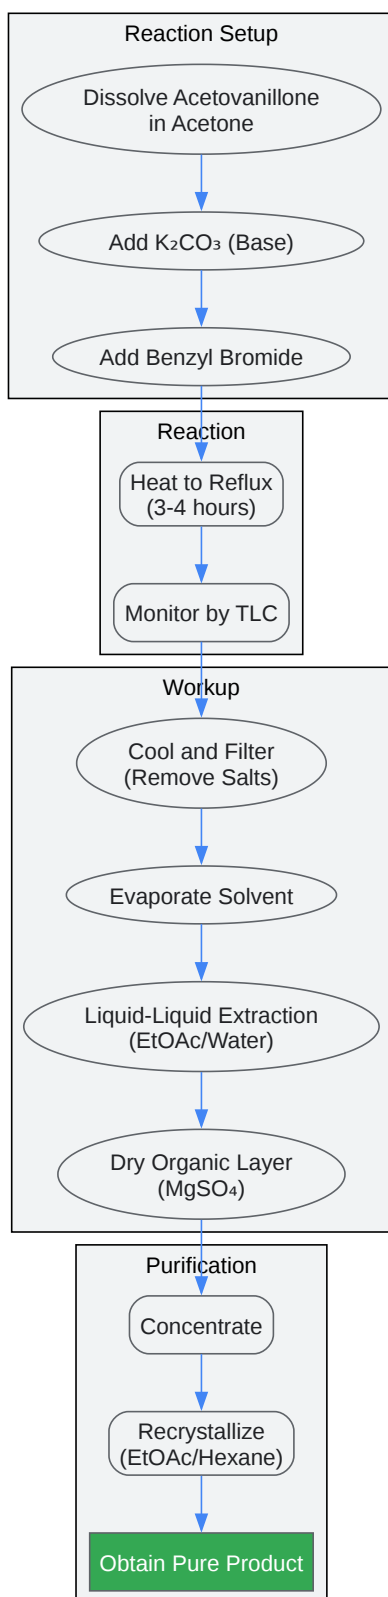 Reaction Setup
Dissolve Acetovanillone
in Acetone
Add K₂CO₃ (Base)
Add Benzyl Bromide
Reaction
Heat to Reflux
(3-4 hours)
Monitor by TLC
Workup
Cool and Filter
(Remove Salts)
Evaporate Solvent
Liquid-Liquid Extraction
(EtOAc/Water)
Dry Organic Layer
(MgSO₄)
Purification
Concentrate
Recrystallize
(EtOAc/Hexane)
Obtain Pure Product